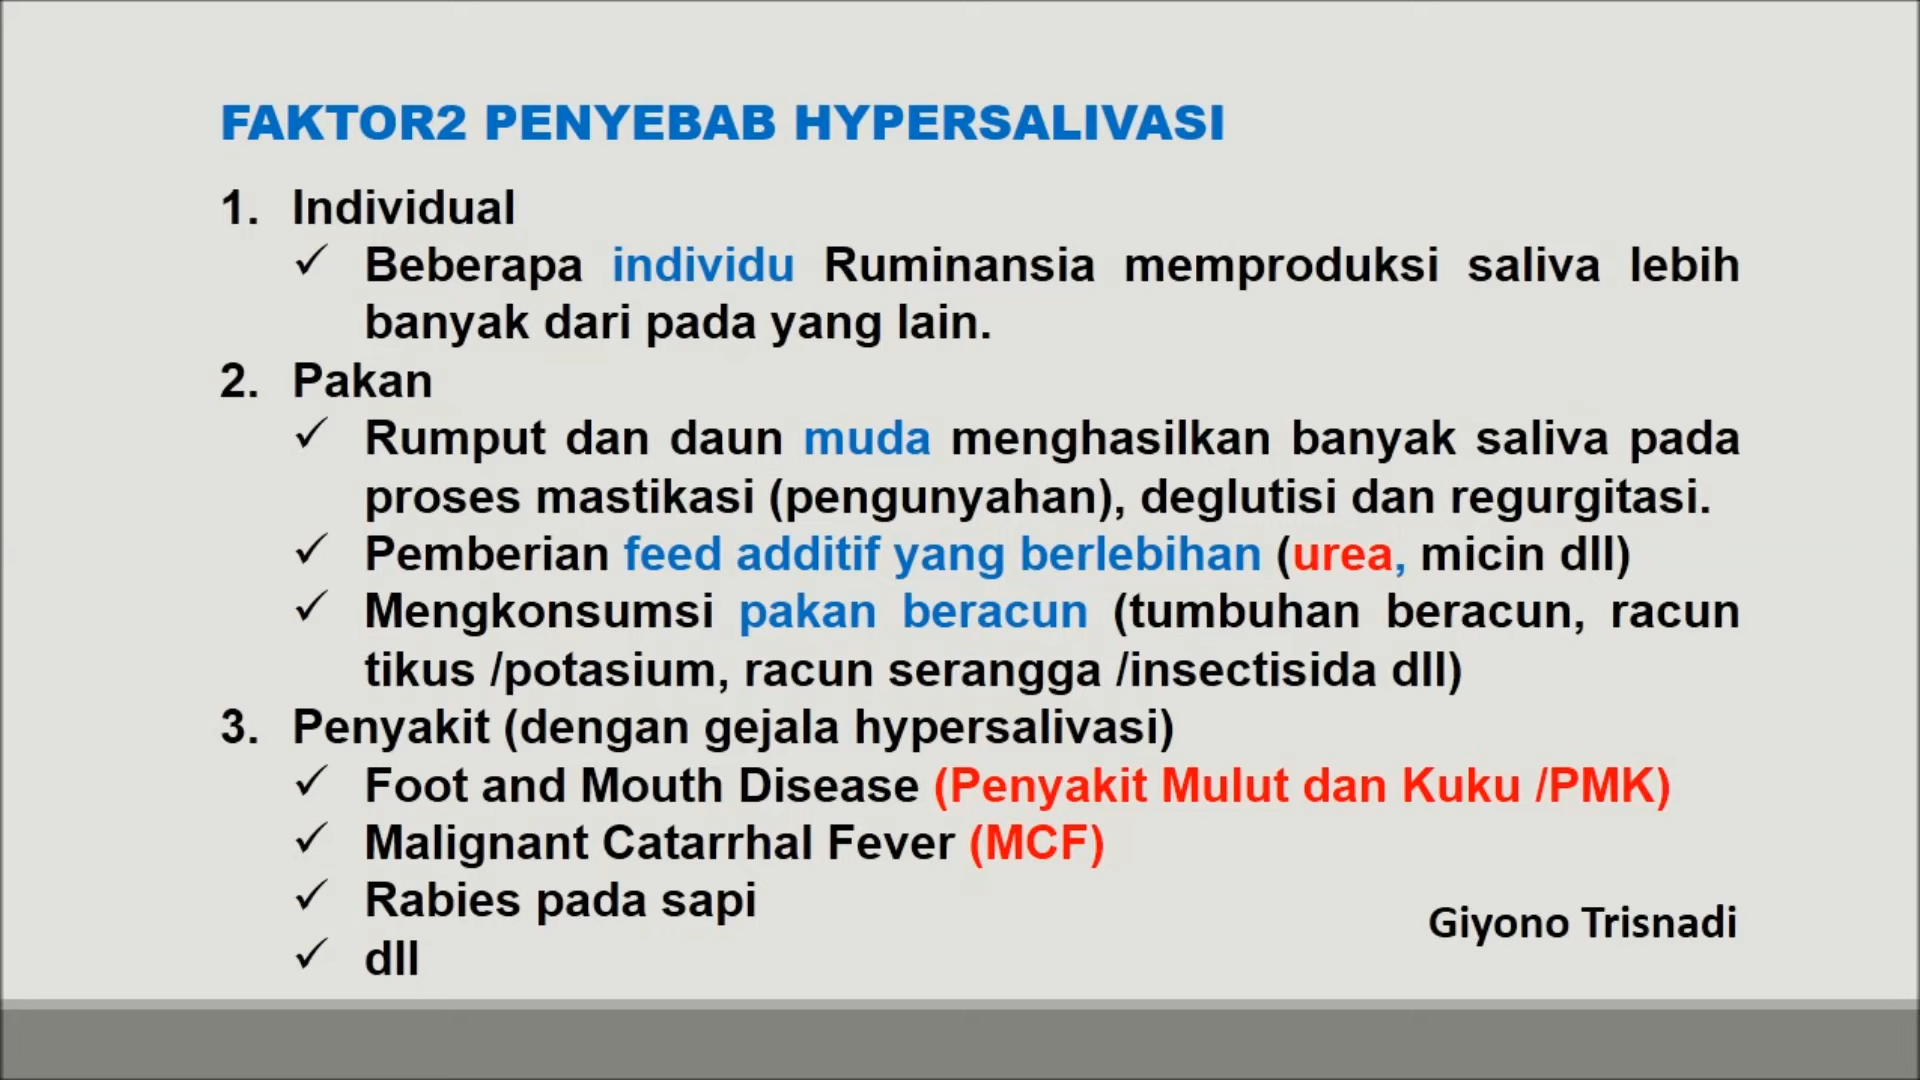 FAKTOR2 PENYEBAB HYPERSALIVASI
1. Individual
✓ Beberapa individu Ruminansia memproduksi saliva lebih
banyak dari pada yang lain.
2. Pakan
✓ Rumput dan daun muda menghasilkan banyak saliva pada
proses mastikasi (pengunyahan), deglutisi dan regurgitasi.
✓ Pemberian feed additif yang berlebihan (urea, micin dll)
✓ Mengkonsumsi pakan beracun (tumbuhan beracun, racun
tikus /potasium, racun serangga /insectisida dll)
3. Penyakit (dengan gejala hypersalivasi)
✓ Foot and Mouth Disease (Penyakit Mulut dan Kuku /PMK)
✓ Malignant Catarrhal Fever (MCF)
✓ Rabies pada sapi
✓ dll
Giyono Trisnadi